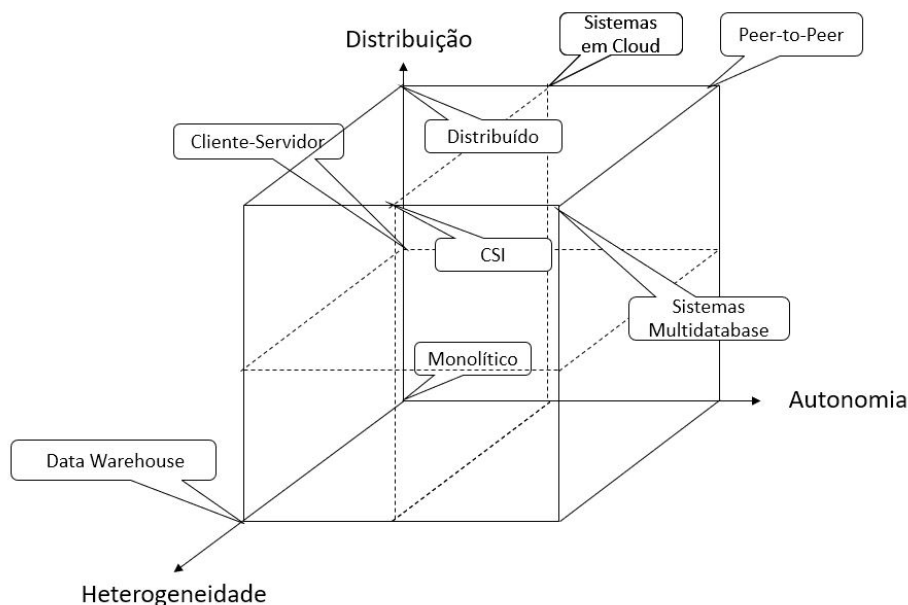 Distribuição
Sistemas
em Cloud
Peer-to-Peer
Cliente-Servidor
Distribuído
CSI
Sistemas
Multidatabase
Monolítico
Autonomia
Data Warehouse
Heterogeneidade